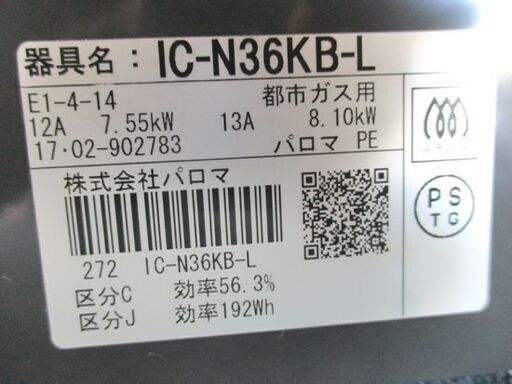 器具名：IC-N36KB-L
E1-4-14 都市ガス用
12A 7.55kW 13A 8.10kW
17・02-902783 パロマ PE
株式会社パロマ
272 IC-N36KB-L
区分C 効率56.3%
区分J 効率192Wh
PS
TG